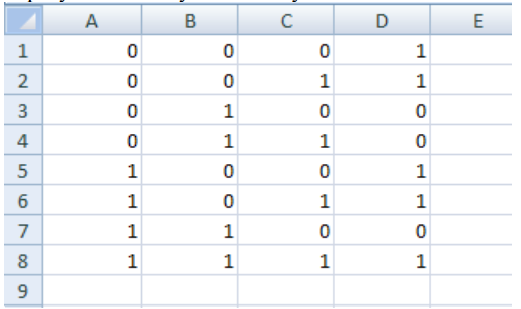 A B C D E
1 0 0 0 1
2 0 0 1 1
3 0 1 0 0
4 0 1 1 0
5 1 0 0 1
6 1 0 1 1
7 1 1 0 0
8 1 1 1 1
9